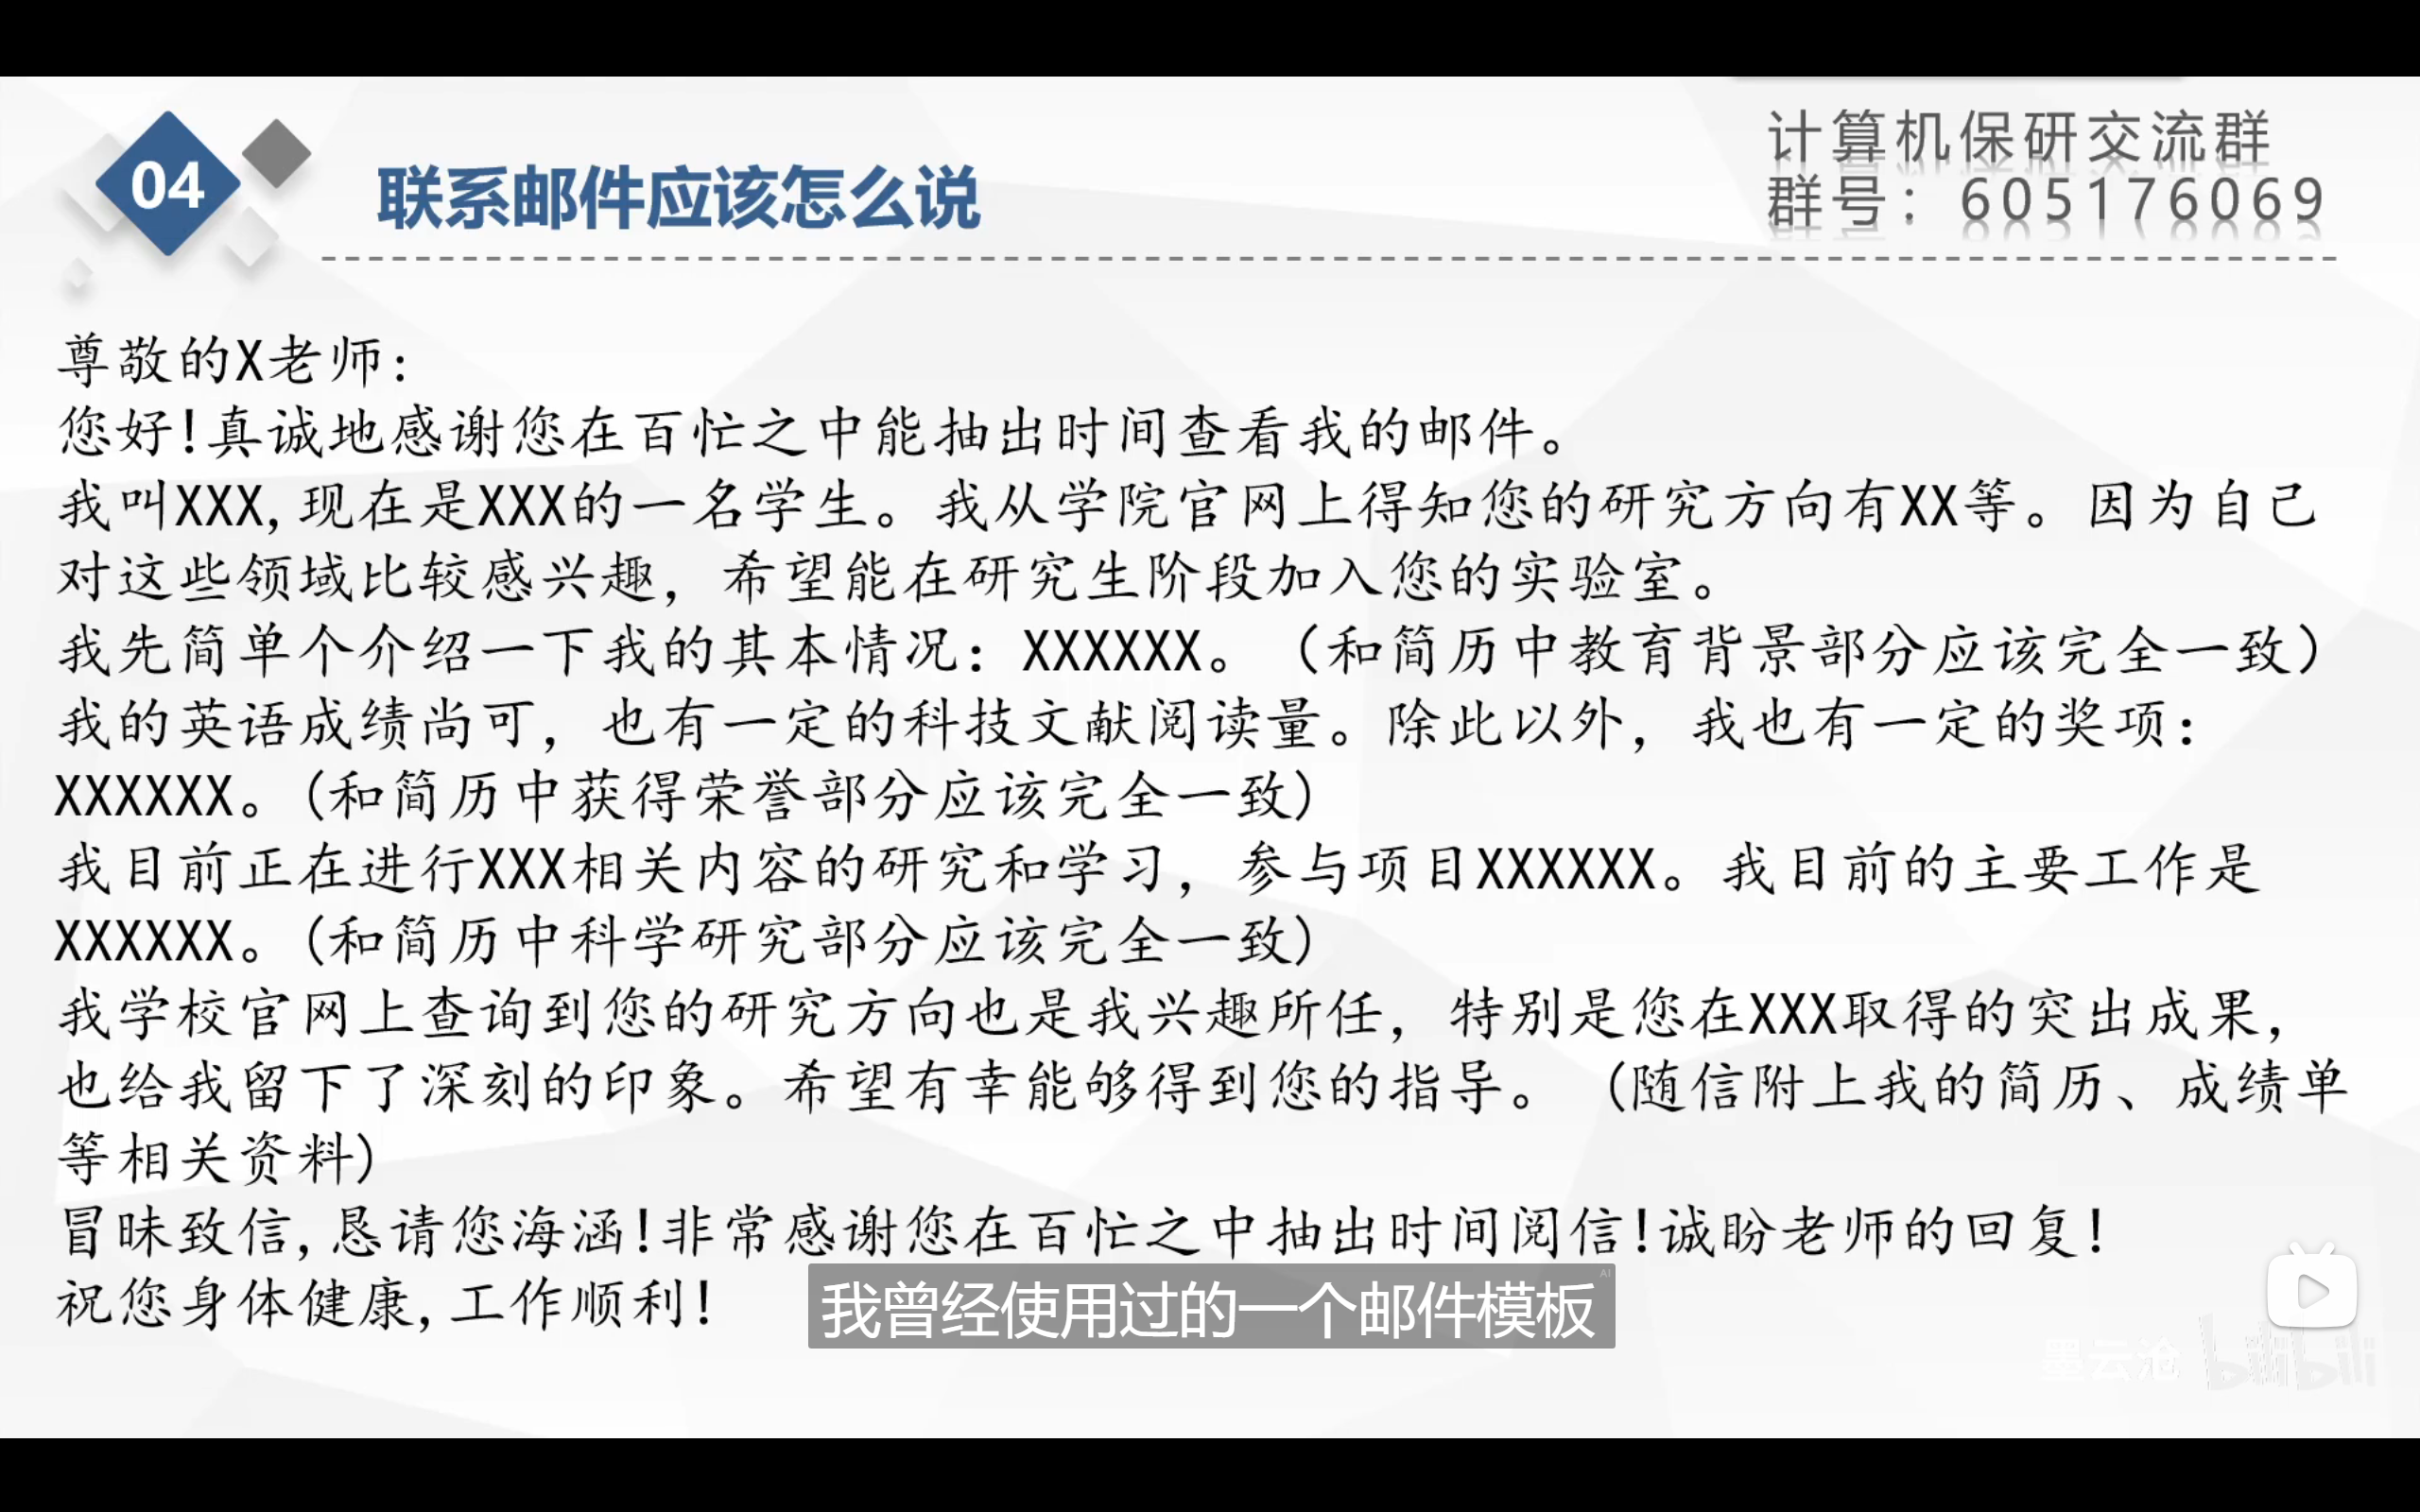 04
联系邮件应该怎么说
计算机保研交流群
群号：605176069
尊敬的X老师：
您好！真诚地感谢您在百忙之中能抽出时间查看我的邮件。
我叫XXX,现在是XXX的一名学生。我从学院官网上得知您的研究方向有XX等。因为自己
对这些领域比较感兴趣，希望能在研究生阶段加入您的实验室。
我先简单个介绍一下我的其本情况：XXXXXX。（和简历中教育背景部分应该完全一致）
我的英语成绩尚可，也有一定的科技文献阅读量。除此以外，我也有一定的奖项：
XXXXXX。(和简历中获得荣誉部分应该完全一致)
我目前正在进行XXX相关内容的研究和学习，参与项目XXXXXX。我目前的主要工作是
XXXXXX。(和简历中科学研究部分应该完全一致)
我学校官网上查询到您的研究方向也是我兴趣所任，特别是您在XXX取得的突出成果，
也给我留下了深刻的印象。希望有幸能够得到您的指导。（随信附上我的简历、成绩单
等相关资料)
冒昧致信,恳请您海涵!非常感谢您在百忙之中抽出时间阅信!诚盼老师的回复!
祝您身体健康,工作顺利!
AI
我曾经使用过的一个邮件模板
墨云沧 bilibili